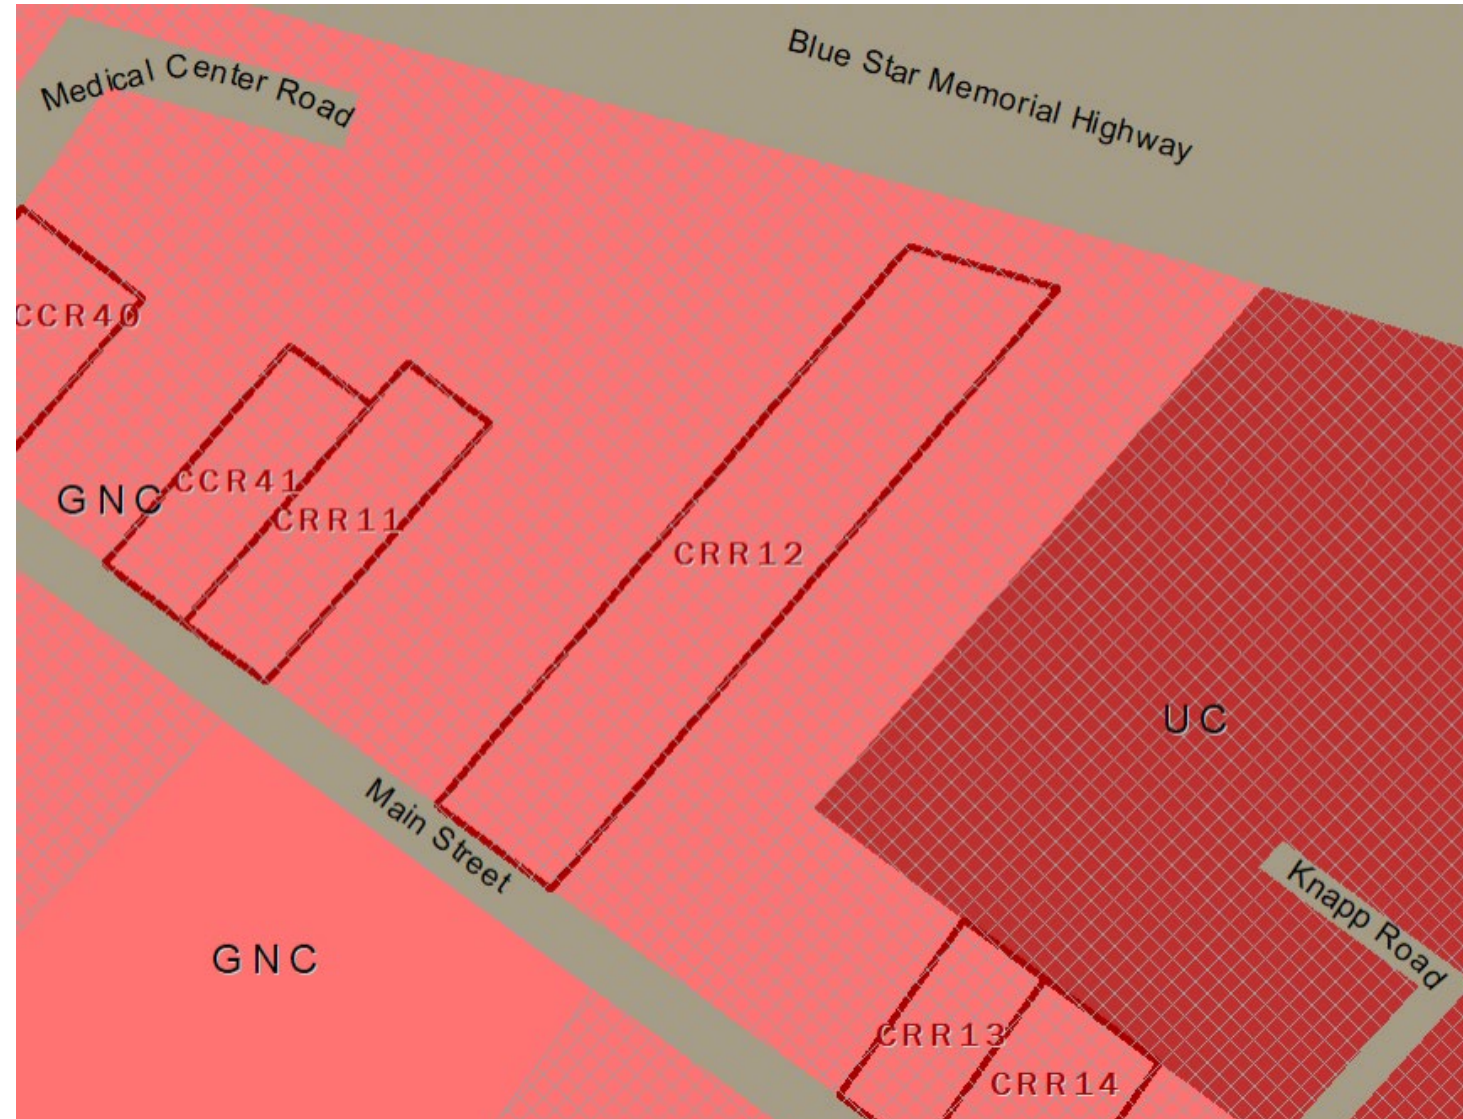 Blue Star Memorial Highway
Medical Center Road
CCR40
CCR41
GNC
CRR11
CRR12
UC
Main Street
Knapp Road
GNC
CRR13
CRR14